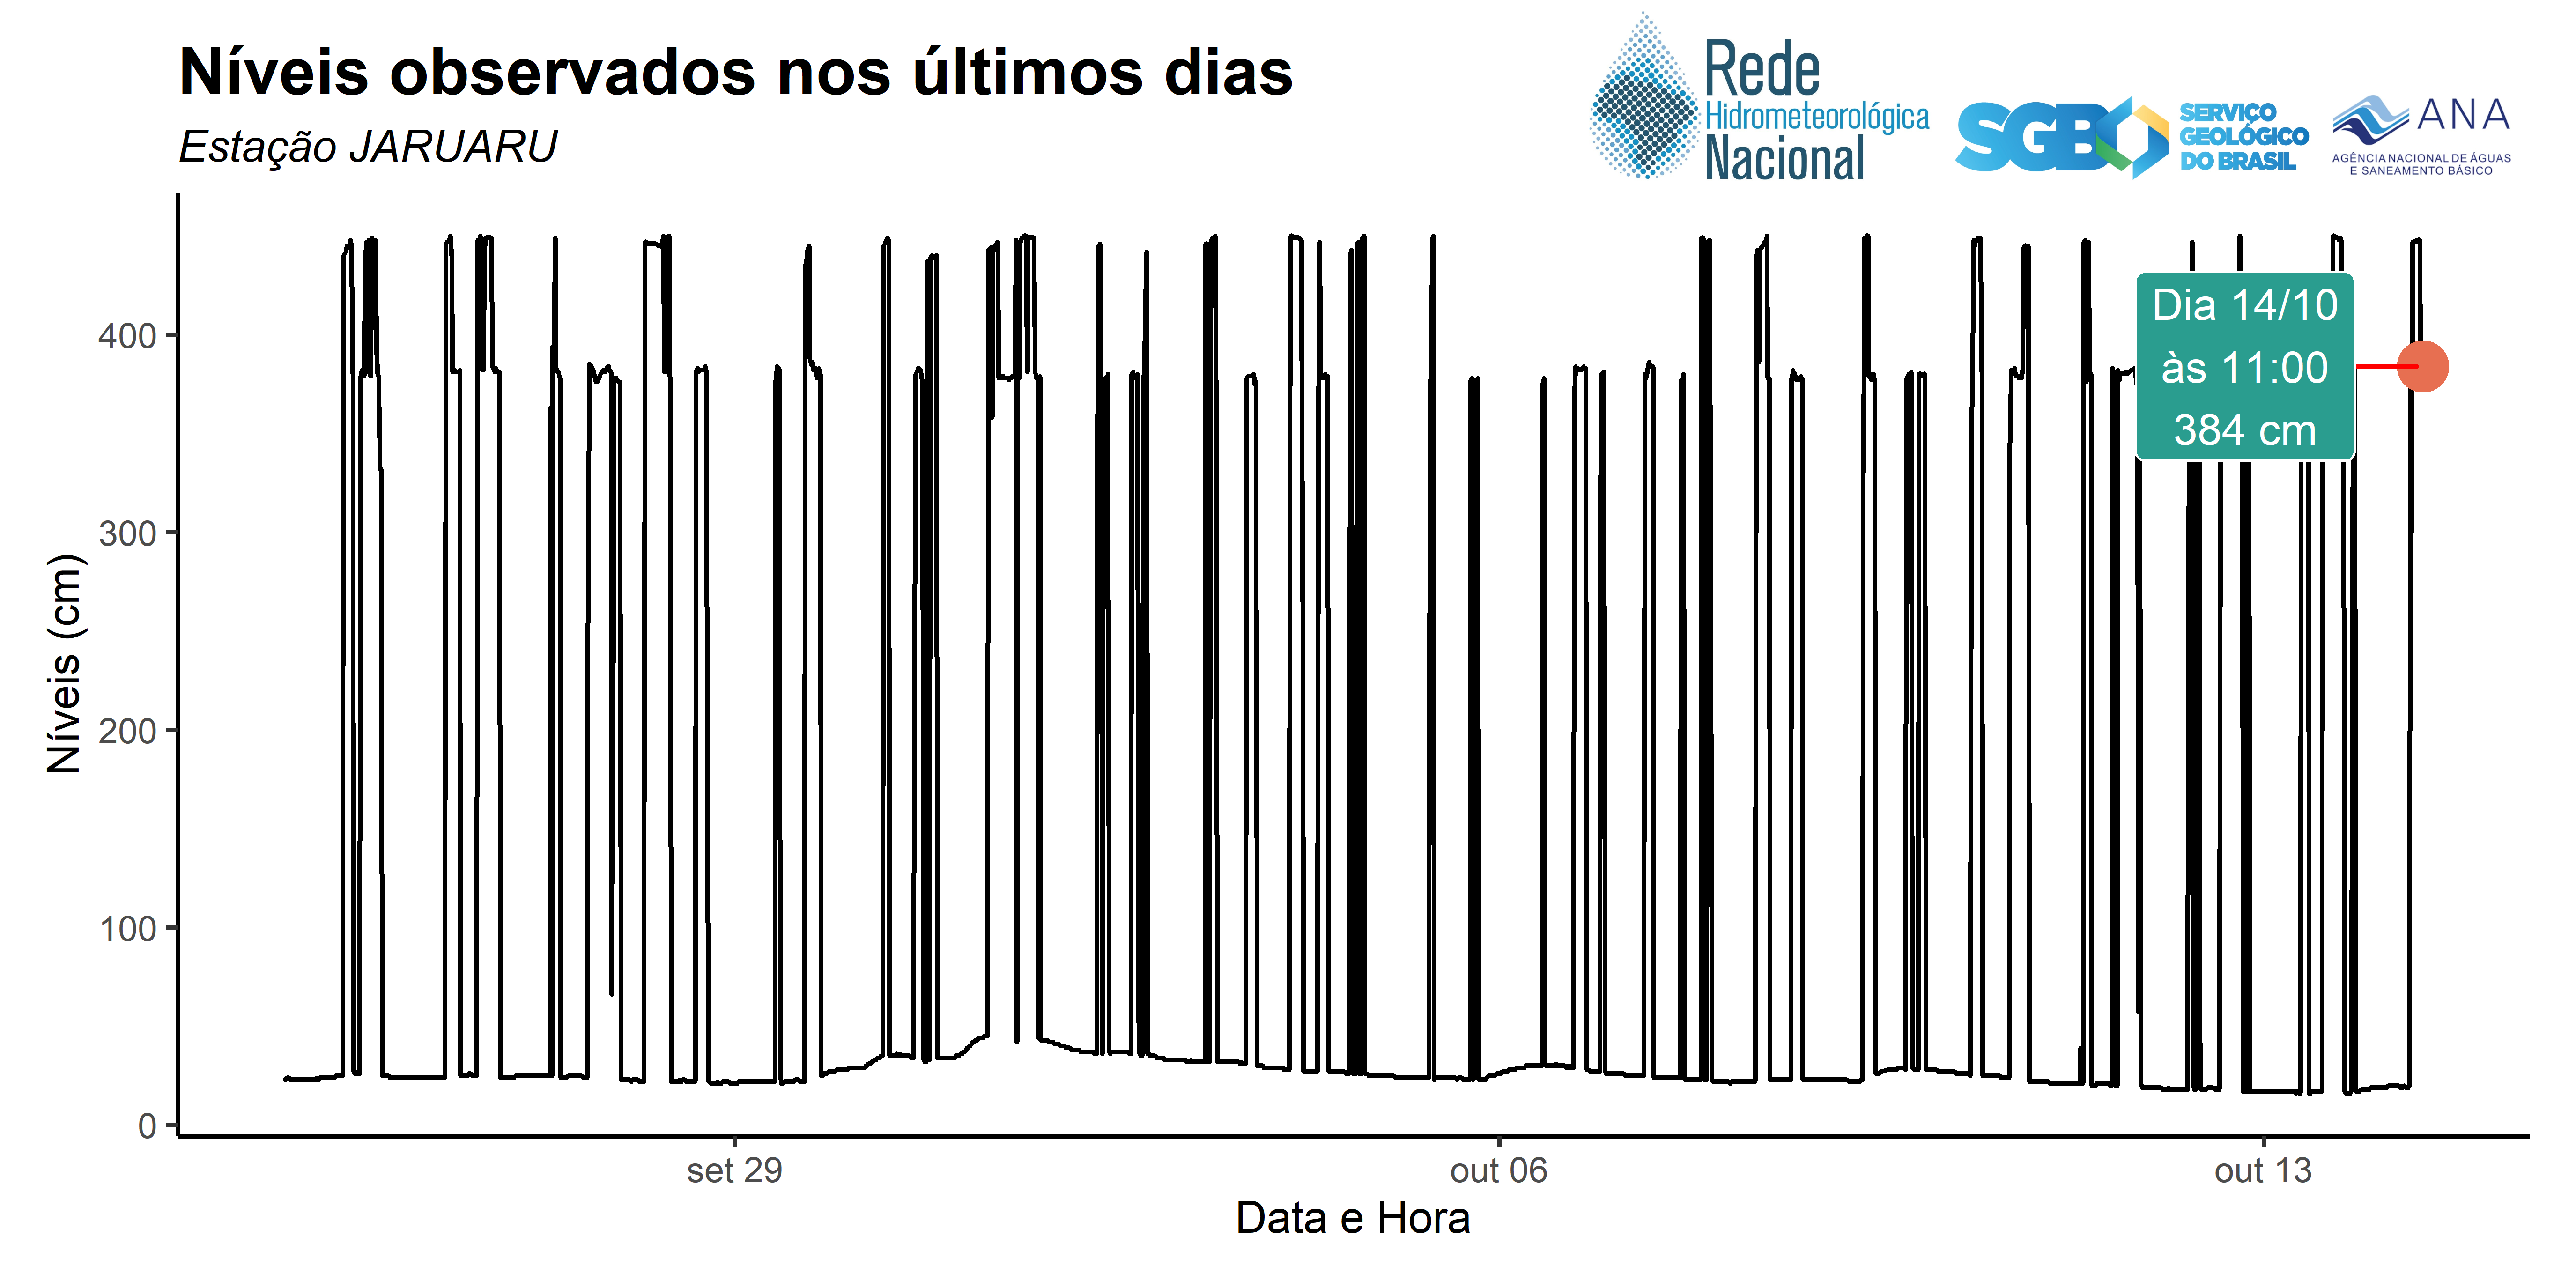 Níveis observados nos últimos dias
Estação JARUARU
Rede
Hidrometeorológica
Nacional
SGB
SERVIÇO
GEOLÓGICO
DO BRASIL
ANA
AGÊNCIA NACIONAL DE ÁGUAS
E SANEAMENTO BÁSICO
Níveis (cm)
400
300
200
100
0
Dia 14/10
às 11:00
384 cm
set 29
out 06
out 13
Data e Hora